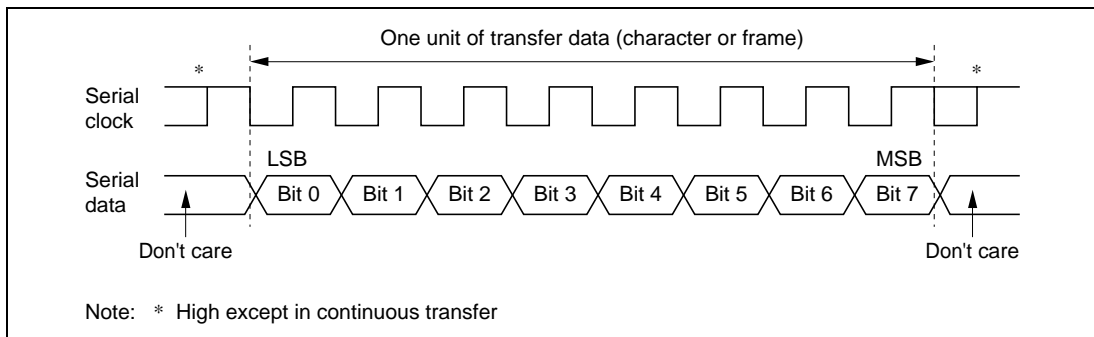 One unit of transfer data (character or frame)
* *
Serial
clock
LSB MSB
Serial
data
Bit 0 Bit 1 Bit 2 Bit 3 Bit 4 Bit 5 Bit 6 Bit 7
Don't care Don't care
Note: * High except in continuous transfer